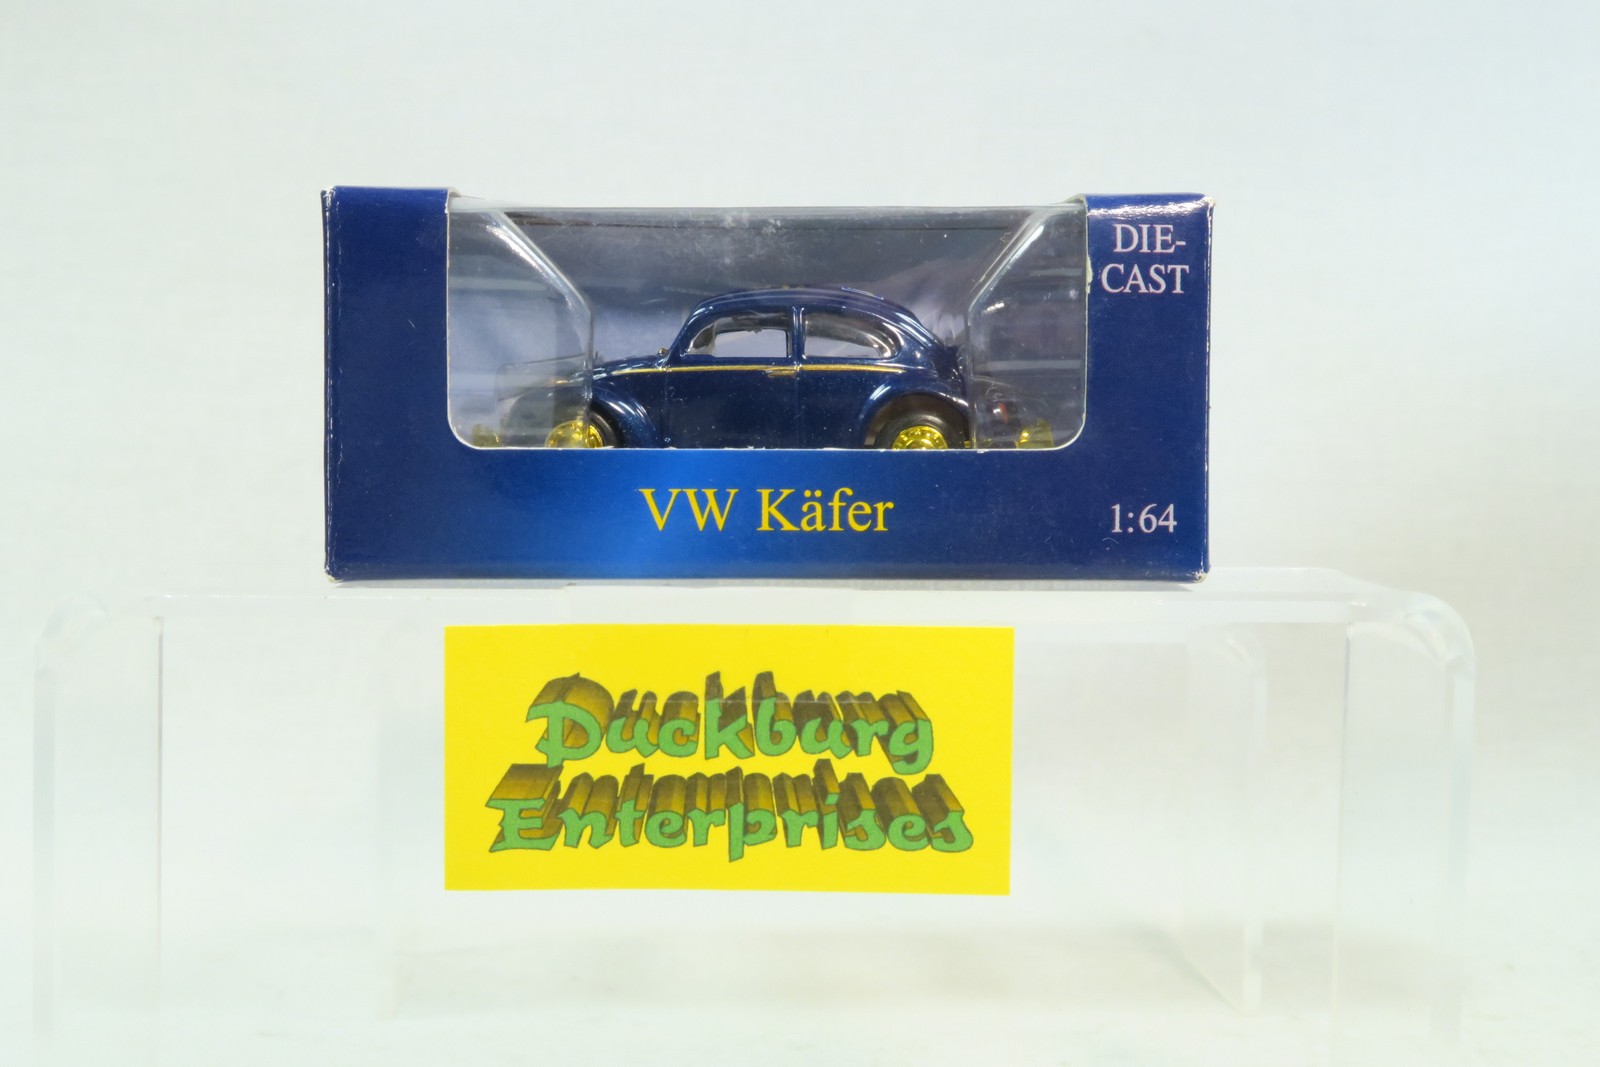 DIE-
CAST
VW Käfer
1:64
Duckburg
Enterprises